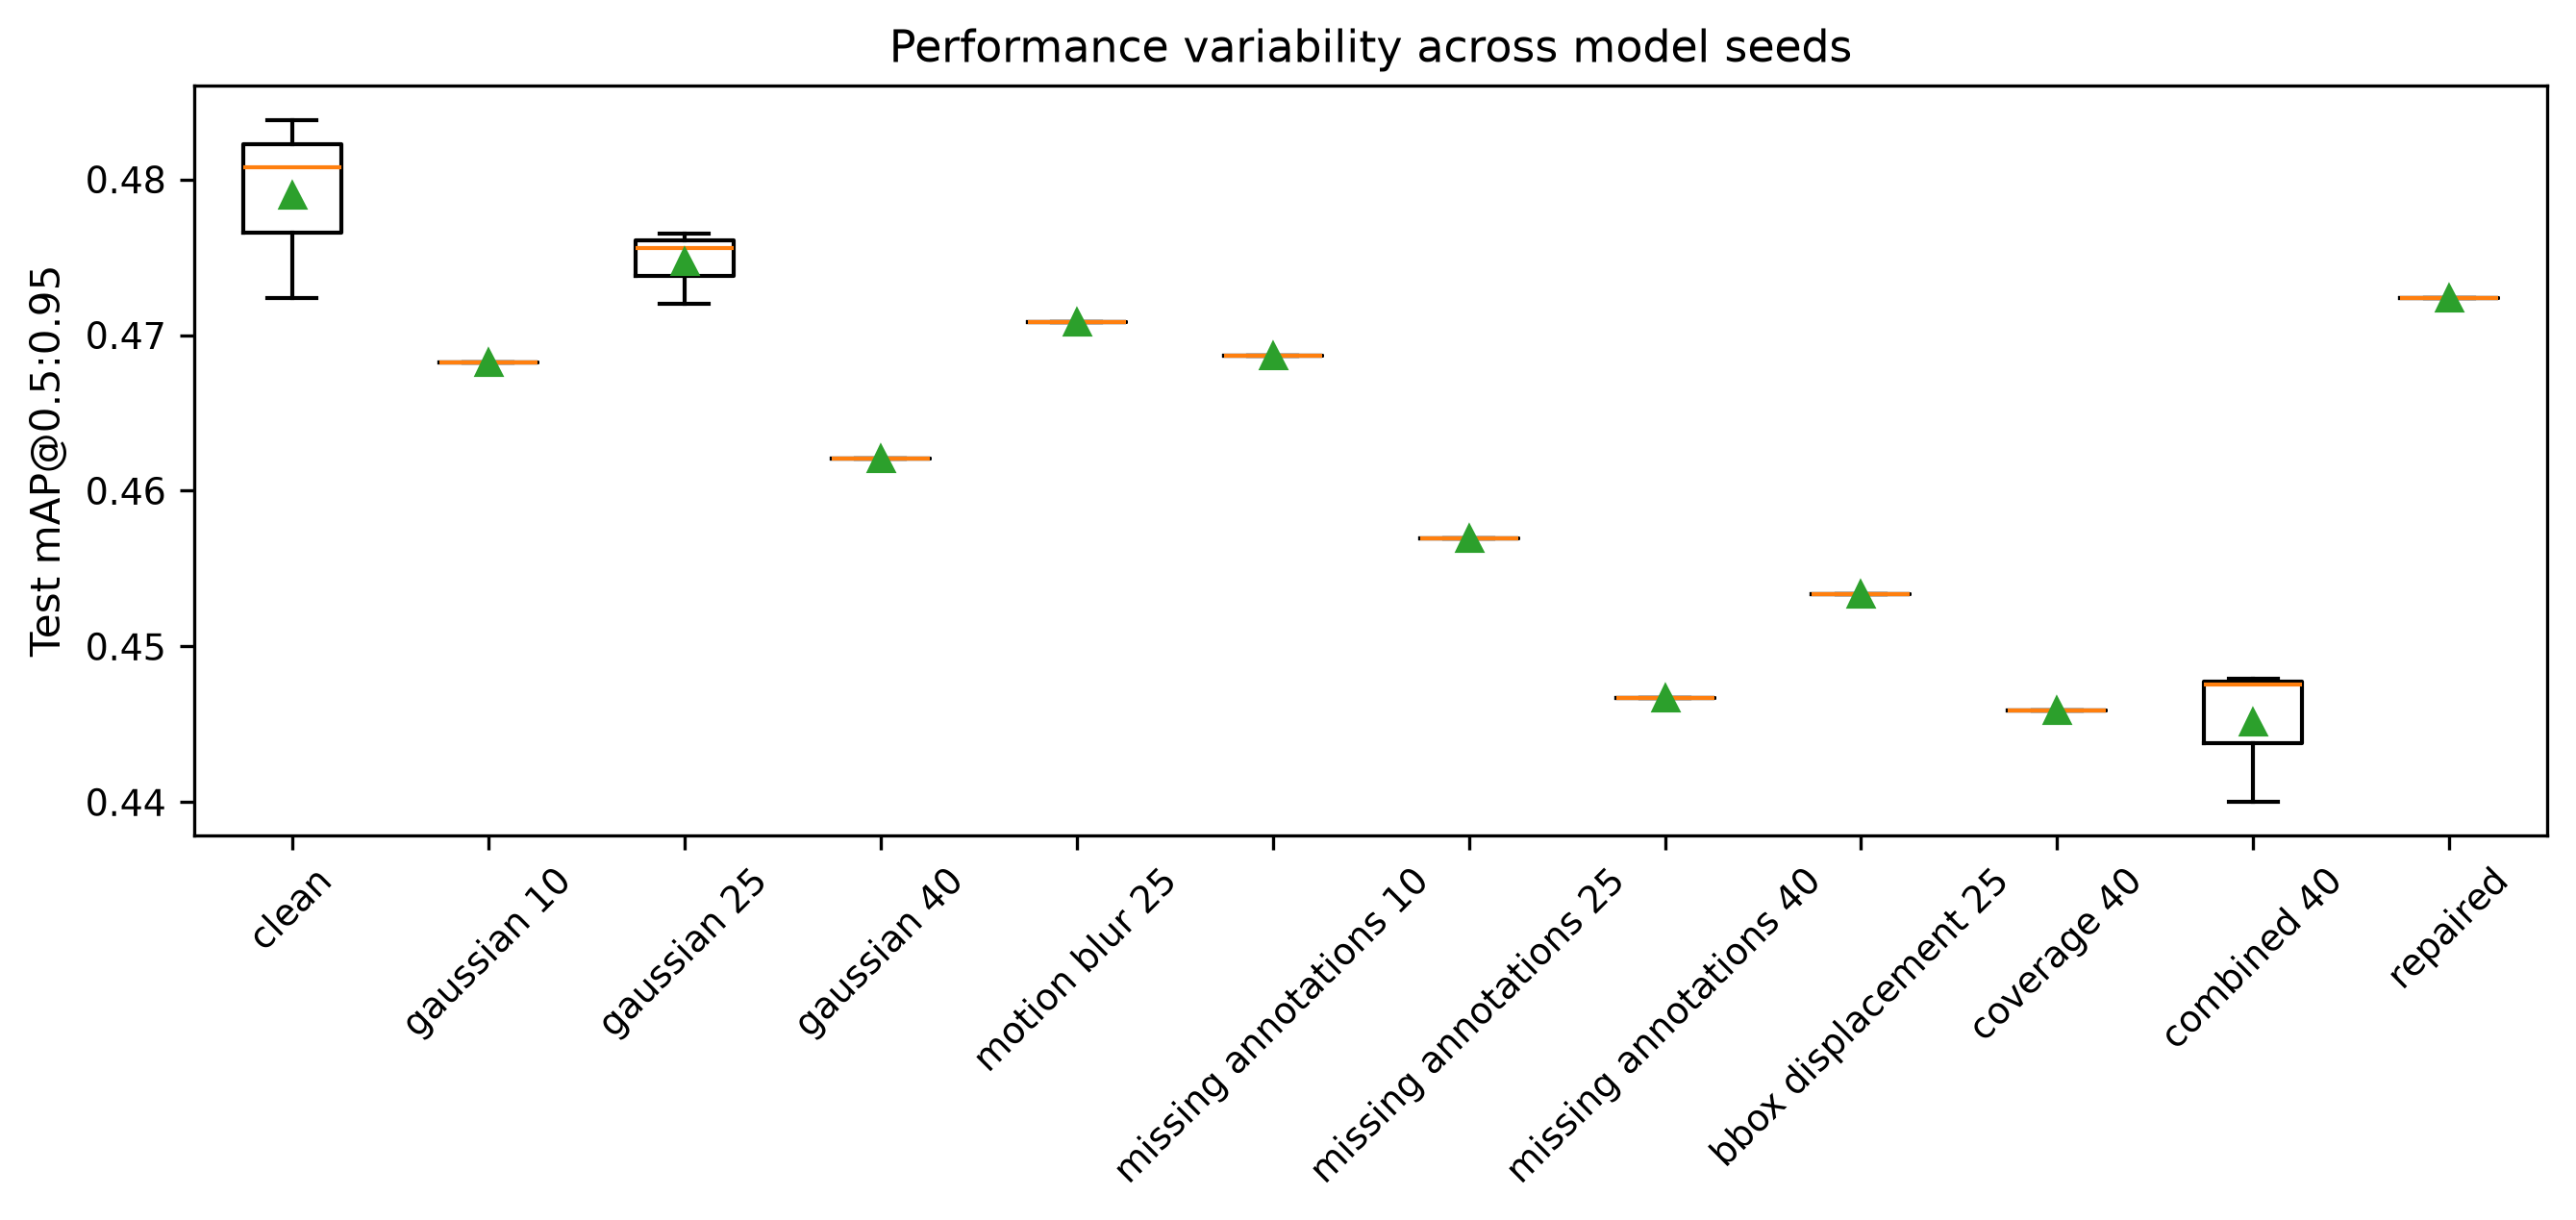 Performance variability across model seeds
Test mAP@0.5:0.95
0.48
0.47
0.46
0.45
0.44
clean
gaussian 10
gaussian 25
gaussian 40
motion blur 25
missing annotations 10
missing annotations 25
missing annotations 40
bbox displacement 25
coverage 40
combined 40
repaired